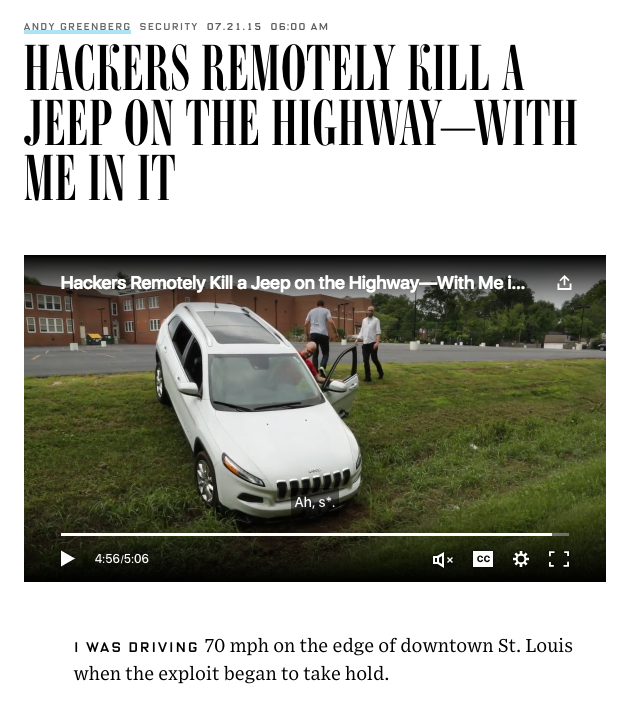 ANDY GREENBERG SECURITY 07.21.15 06:00 AM
HACKERS REMOTELY KILL A
JEEP ON THE HIGHWAY—WITH
ME IN IT
Hackers Remotely Kill a Jeep on the Highway—With Me i...
Jeep
Ah, s*.
4:56/5:06
CC
I WAS DRIVING 70 mph on the edge of downtown St. Louis
when the exploit began to take hold.